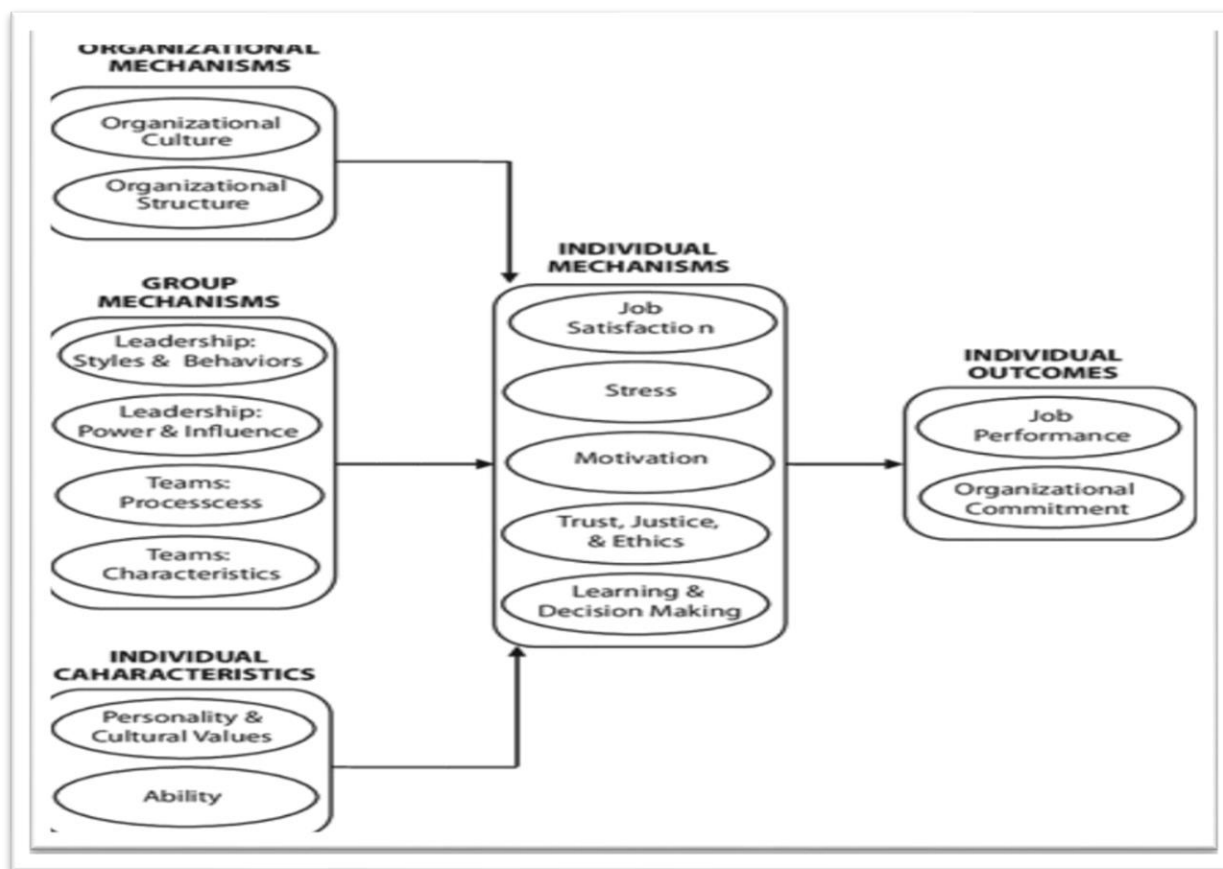 ORGANIZATIONAL
MECHANISMS
Organizational
Culture
Organizational
Structure
GROUP
MECHANISMS
Leadership:
Styles & Behaviors
Leadership:
Power & Influence
Teams:
Processcess
Teams:
Characteristics
INDIVIDUAL
CAHARACTERISTICS
Personality &
Cultural Values
Ability
INDIVIDUAL
MECHANISMS
Job
Satisfaction
Stress
Motivation
Trust, Justice,
& Ethics
Learning &
Decision Making
INDIVIDUAL
OUTCOMES
Job
Performance
Organizational
Commitment